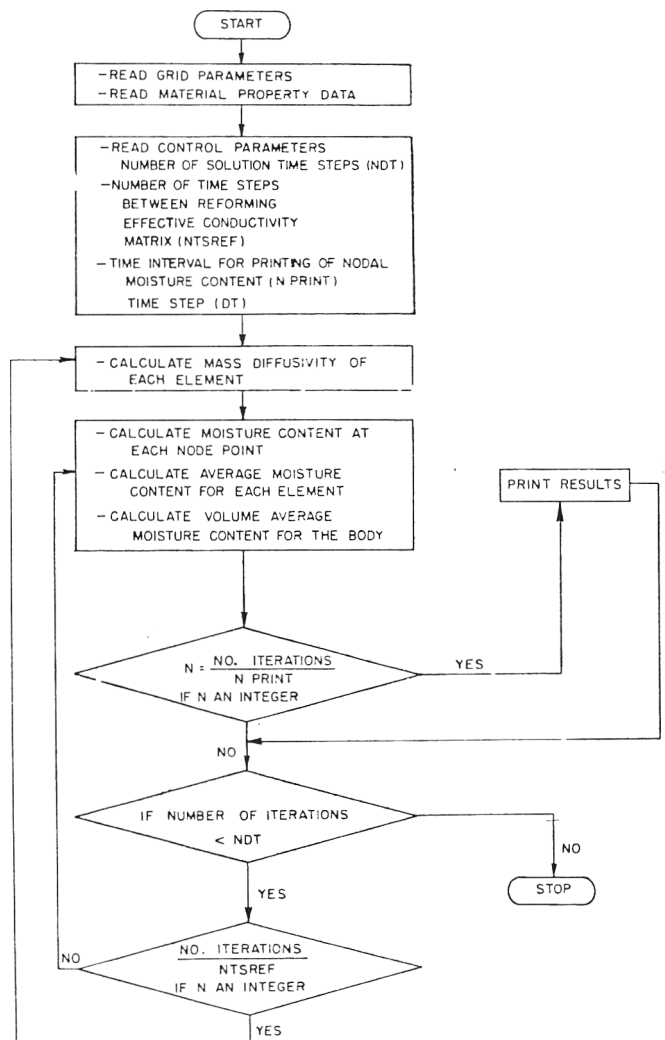 START
-READ GRID PARAMETERS
-READ MATERIAL PROPERTY DATA
-READ CONTROL PARAMETERS
NUMBER OF SOLUTION TIME STEPS (NDT)
-NUMBER OF TIME STEPS
BETWEEN REFORMING
EFFECTIVE CONDUCTIVITY
MATRIX (NTSREF)
-TIME INTERVAL FOR PRINTING OF NODAL
MOISTURE CONTENT (N PRINT)
TIME STEP (DT)
- CALCULATE MASS DIFFUSIVITY OF
EACH ELEMENT
- CALCULATE MOISTURE CONTENT AT
EACH NODE POINT
- CALCULATE AVERAGE MOISTURE
CONTENT FOR EACH ELEMENT
- CALCULATE VOLUME AVERAGE
MOISTURE CONTENT FOR THE BODY
PRINT RESULTS
N = NO. ITERATIONS
N PRINT
IF N AN INTEGER
YES
NO
IF NUMBER OF ITERATIONS
< NDT
NO
STOP
YES
NO. ITERATIONS
NTSREF
IF N AN INTEGER
NO
YES